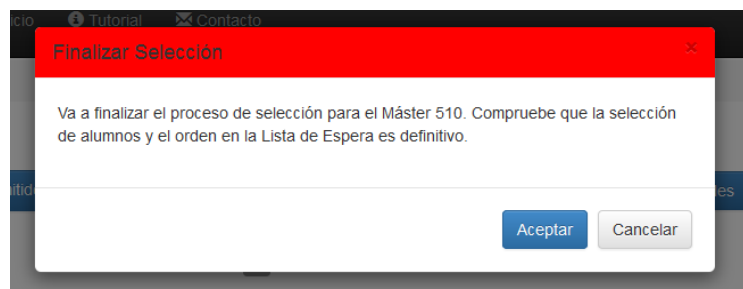 Tutorial Contacto
Finalizar Selección ×
Va a finalizar el proceso de selección para el Máster 510. Compruebe que la selección
de alumnos y el orden en la Lista de Espera es definitivo.
Aceptar Cancelar